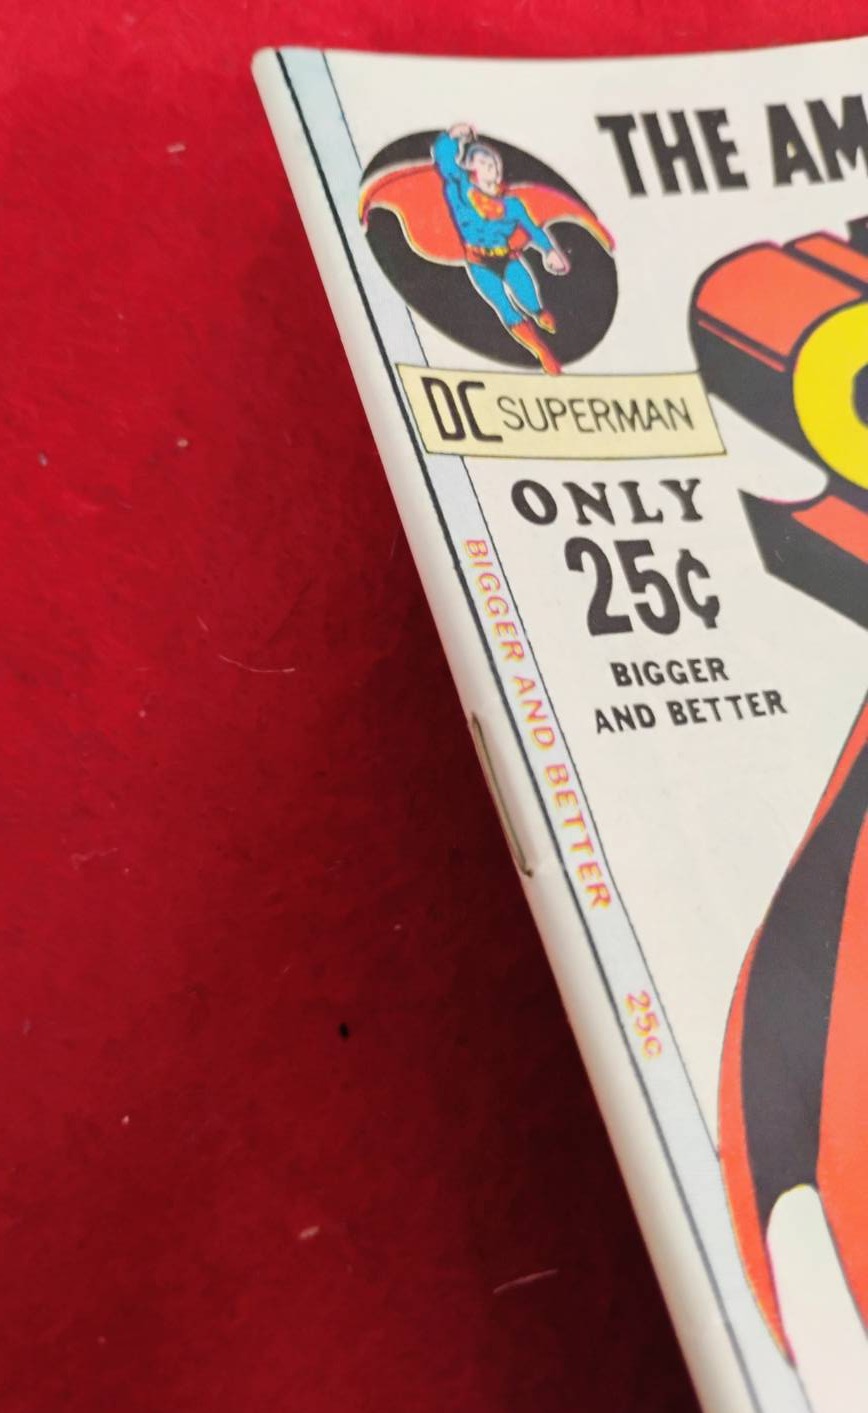 THE AM
DC SUPERMAN
ONLY
25¢
BIGGER
AND BETTER
BIGGER AND BETTER 25¢